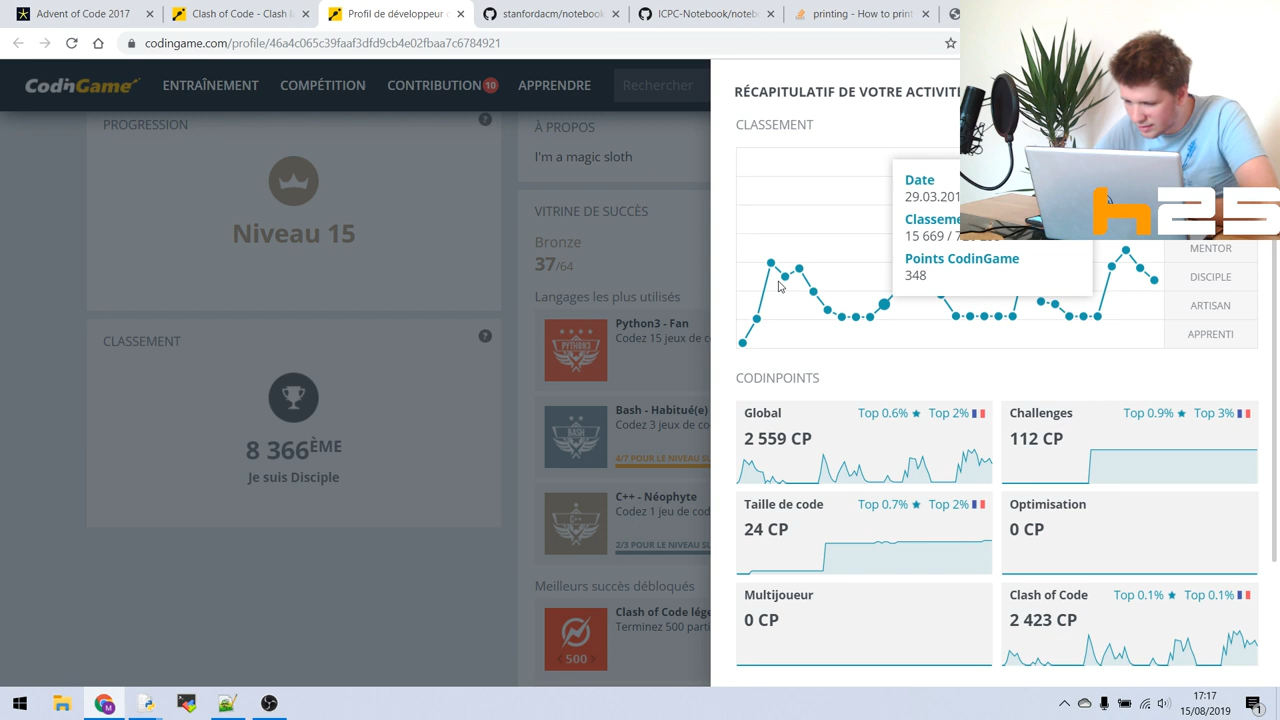 Advent of Code 2017
Clash of Code - Clash L
Profil de développeur
stanfordacm/notebook
ICPC-Notebook/noteb
printing - How to print
codingame.com/profile/46a4c065c39faaf3dfd9cb4e02fbaa7c6784921
CODINGAME
ENTRAÎNEMENT
COMPÉTITION
CONTRIBUTION 10
APPRENDRE
Rechercher
PROGRESSION
?
Niveau 15
CLASSEMENT
?
8 366ÈME
Je suis Disciple
À PROPOS
I'm a magic sloth
VITRINE DE SUCCÈS
Bronze
37/64
Langages les plus utilisés
PYTHON3
Python3 - Fan
Codez 15 jeux de co
BASH
Bash - Habitué(e)
Codez 3 jeux de co
4/7 POUR LE NIVEAU SU
C++
C++ - Néophyte
Codez 1 jeu de cod
2/3 POUR LE NIVEAU SU
Meilleurs succès débloqués
500
Clash of Code lége
Terminez 500 parti
RÉCAPITULATIF DE VOTRE ACTIVITÉ
CLASSEMENT
Date
29.03.201
Classeme
15 669 / 7
Points CodinGame
348
MENTOR
DISCIPLE
ARTISAN
APPRENTI
h25
CODINPOINTS
Global
Top 0.6% Top 2%
2 559 CP
Challenges
Top 0.9% Top 3%
112 CP
Taille de code
Top 0.7% Top 2%
24 CP
Optimisation
0 CP
Multijoueur
0 CP
Clash of Code
Top 0.1% Top 0.1%
2 423 CP
17:17
15/08/2019
1